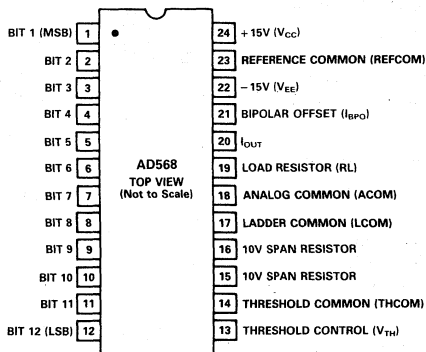 BIT 1 (MSB) 1 24 +15V (VCC)
BIT 2 2 23 REFERENCE COMMON (REFCOM)
BIT 3 3 22 −15V (VEE)
BIT 4 4 21 BIPOLAR OFFSET (IBPO)
BIT 5 5 20 IOUT
BIT 6 6 19 LOAD RESISTOR (RL)
AD568
TOP VIEW
(Not to Scale)
BIT 7 7 18 ANALOG COMMON (ACOM)
BIT 8 8 17 LADDER COMMON (LCOM)
BIT 9 9 16 10V SPAN RESISTOR
BIT 10 10 15 10V SPAN RESISTOR
BIT 11 11 14 THRESHOLD COMMON (THCOM)
BIT 12 (LSB) 12 13 THRESHOLD CONTROL (VTH)